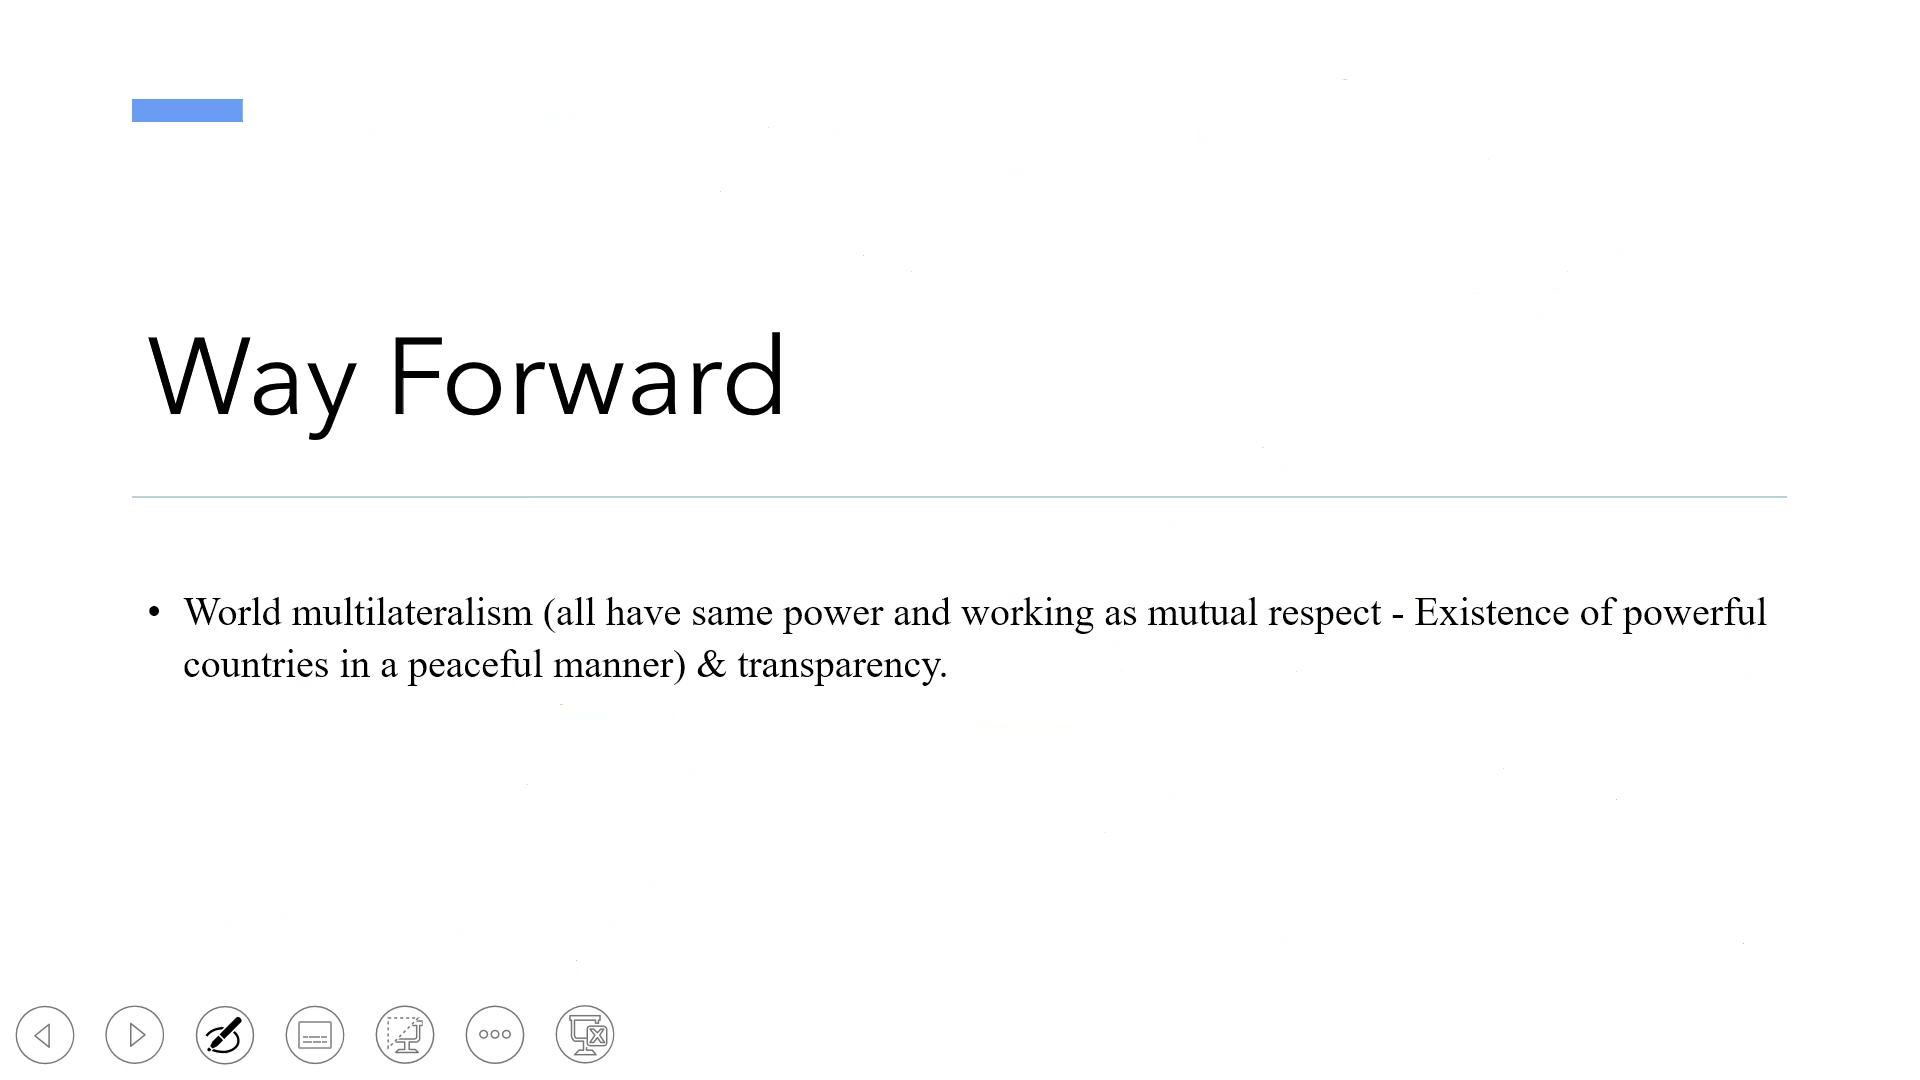 Way Forward
• World multilateralism (all have same power and working as mutual respect - Existence of powerful
countries in a peaceful manner) & transparency.